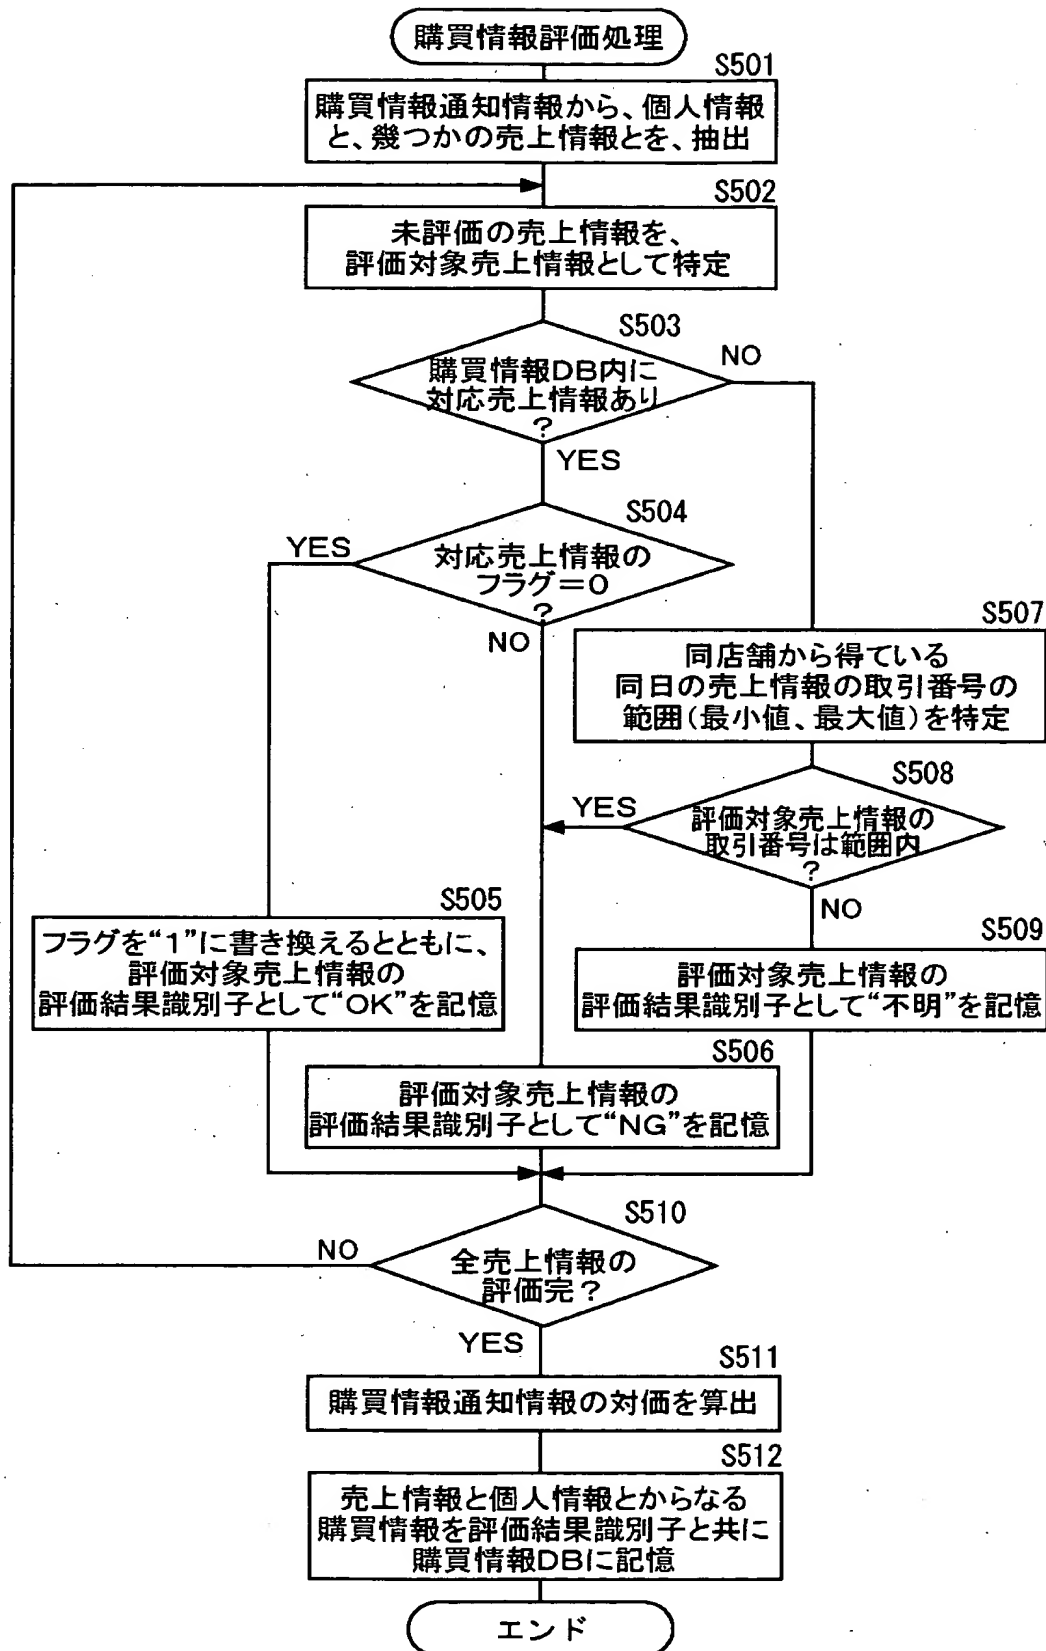 購買情報評価処理
S501
購買情報通知情報から、個人情報
と、幾つかの売上情報とを、抽出
S502
未評価の売上情報を、
評価対象売上情報として特定
S503
購買情報DB内に
対応売上情報あり
?
NO
YES
S504
対応売上情報の
フラグ=0
?
YES
NO
S507
同店舗から得ている
同日の売上情報の取引番号の
範囲(最小値、最大値)を特定
S508
評価対象売上情報の
取引番号は範囲内
?
YES
NO
S505
フラグを“1”に書き換えるとともに、
評価対象売上情報の
評価結果識別子として“OK”を記憶
S509
評価対象売上情報の
評価結果識別子として“不明”を記憶
S506
評価対象売上情報の
評価結果識別子として“NG”を記憶
S510
全売上情報の
評価完?
NO
YES
S511
購買情報通知情報の対価を算出
S512
売上情報と個人情報とからなる
購買情報を評価結果識別子と共に
購買情報DBに記憶
エンド